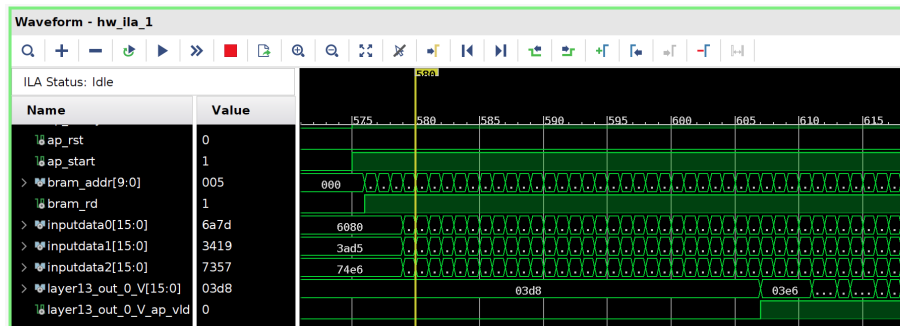 Waveform - hw_ila_1
ILA Status: Idle
Name Value
580
575 580 585 590 595 600 605 610 615
ap_rst 0
ap_start 1
bram_addr[9:0] 005 000
bram_rd 1
inputdata0[15:0] 6a7d 6080
inputdata1[15:0] 3419 3ad5
inputdata2[15:0] 7357 74e6
layer13_out_0_V[15:0] 03d8 03d8 03e6
layer13_out_0_V_ap_vld 0